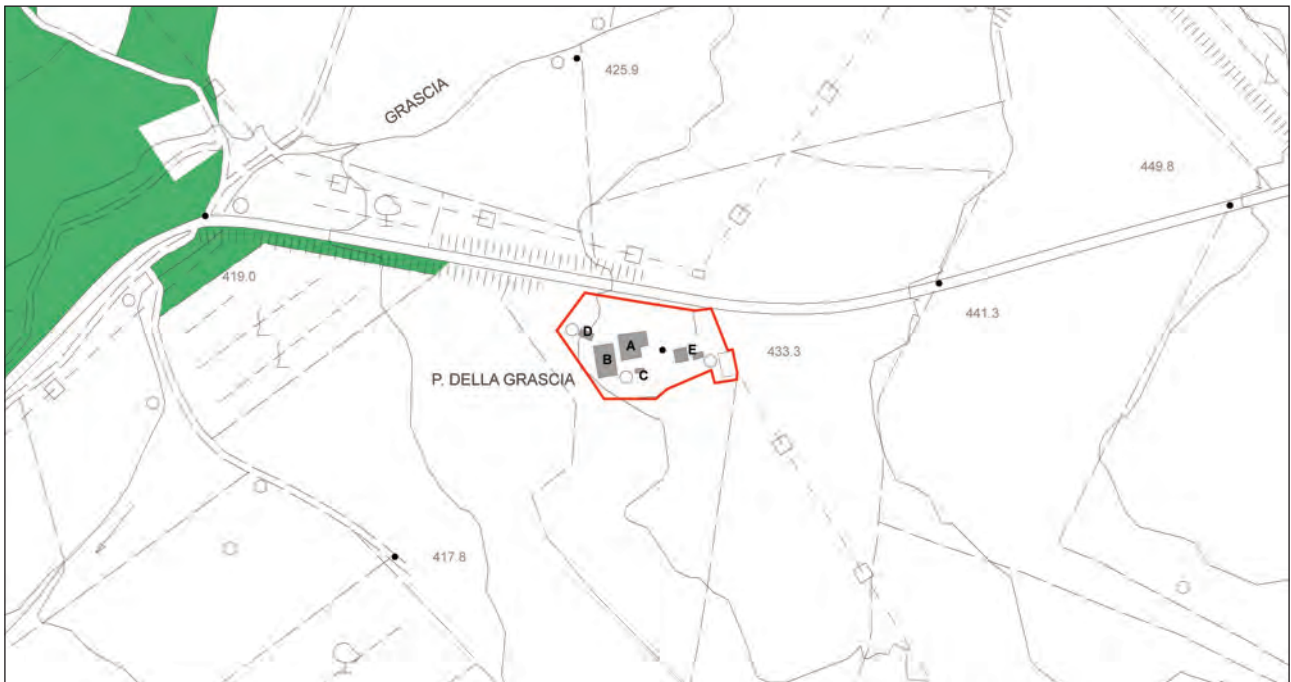 425.9
GRASCIA
449.8
419.0
441.3
D
A
B
E
433.3
C
P. DELLA GRASCIA
417.8